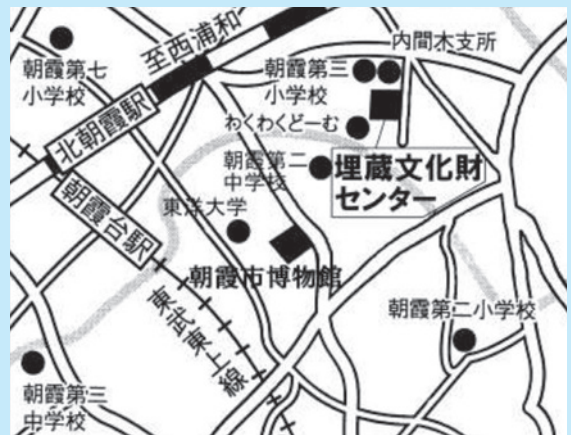 朝霞第七
小学校
至西浦和
北朝霞駅
朝霞台駅
内間木支所
朝霞第三
小学校
わくわくどーむ
朝霞第二
中学校
埋蔵文化財
センター
東洋大学
朝霞市博物館
東武東上線
朝霞第二小学校
朝霞第三
中学校